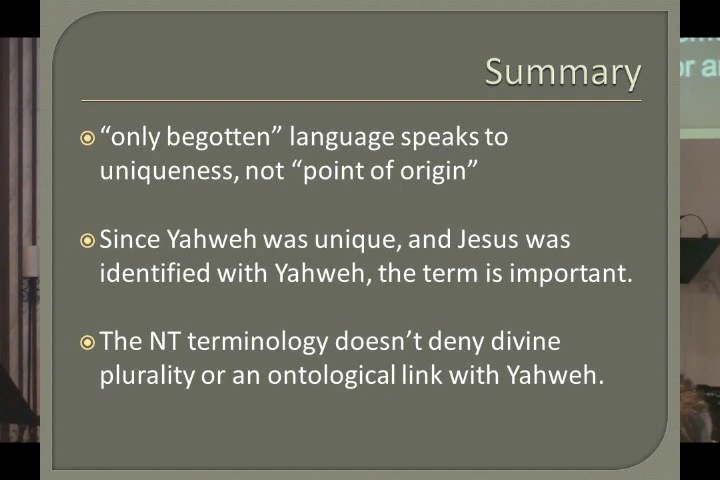 Summary
“only begotten” language speaks to
uniqueness, not “point of origin”
Since Yahweh was unique, and Jesus was
identified with Yahweh, the term is important.
The NT terminology doesn’t deny divine
plurality or an ontological link with Yahweh.